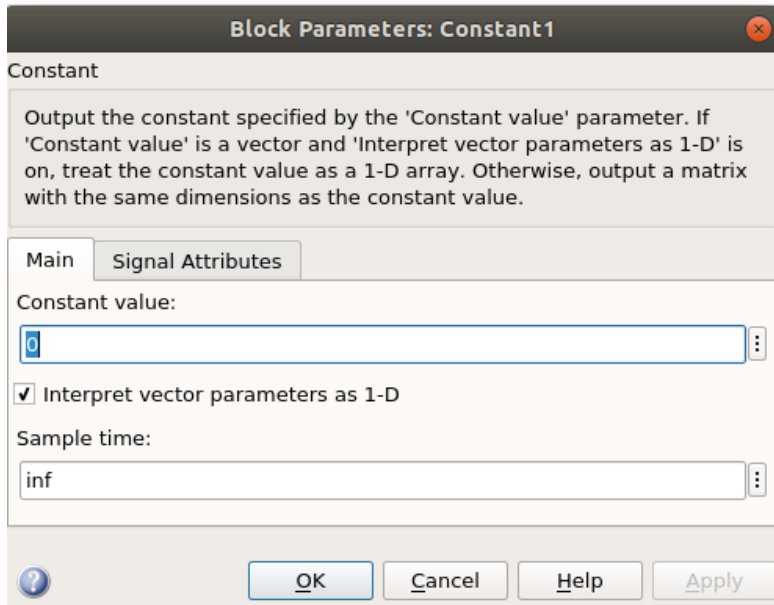 Block Parameters: Constant1
Constant
Output the constant specified by the 'Constant value' parameter. If
'Constant value' is a vector and 'Interpret vector parameters as 1-D' is
on, treat the constant value as a 1-D array. Otherwise, output a matrix
with the same dimensions as the constant value.
Main Signal Attributes
Constant value:
0
Interpret vector parameters as 1-D
Sample time:
inf
? OK Cancel Help Apply